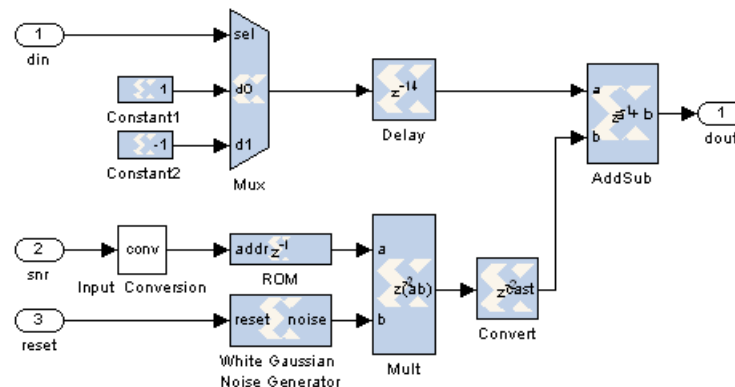 1
din
sel
d0
d1
Mux
1
Constant1
-1
Constant2
Delay
a
b
AddSub
1
dout
2
snr
conv
Input Conversion
addr z⁻¹
ROM
3
reset
reset noise
White Gaussian
Noise Generator
a
b
z⁻²(ab)
Mult
z⁻² cast
Convert